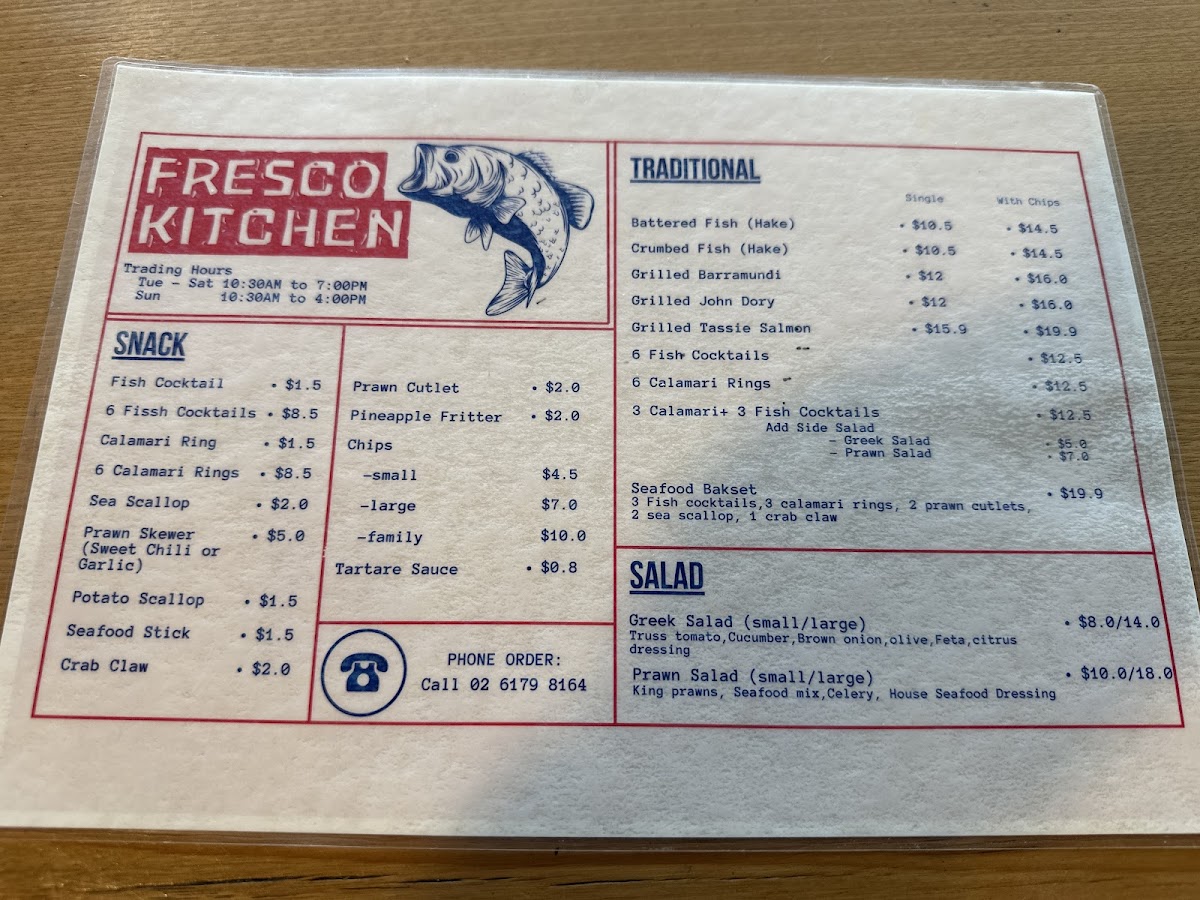 FRESCO
KITCHEN
Trading Hours
Tue - Sat 10:30AM to 7:00PM
Sun 10:30AM to 4:00PM
SNACK
Fish Cocktail • $1.5
6 Fissh Cocktails • $8.5
Calamari Ring • $1.5
6 Calamari Rings • $8.5
Sea Scallop • $2.0
Prawn Skewer • $5.0
(Sweet Chili or
Garlic)
Potato Scallop • $1.5
Seafood Stick • $1.5
Crab Claw • $2.0
Prawn Cutlet • $2.0
Pineapple Fritter • $2.0
Chips
-small $4.5
-large $7.0
-family $10.0
Tartare Sauce • $0.8
PHONE ORDER:
Call 02 6179 8164
TRADITIONAL
Single With Chips
Battered Fish (Hake) • $10.5 • $14.5
Crumbed Fish (Hake) • $10.5 • $14.5
Grilled Barramundi • $12 • $16.0
Grilled John Dory • $12 • $16.0
Grilled Tassie Salmon • $15.9 • $19.9
6 Fish Cocktails • $12.5
6 Calamari Rings • $12.5
3 Calamari+ 3 Fish Cocktails • $12.5
Add Side Salad
- Greek Salad • $5.0
- Prawn Salad • $7.0
Seafood Bakset • $19.9
3 Fish cocktails,3 calamari rings, 2 prawn cutlets,
2 sea scallop, 1 crab claw
SALAD
Greek Salad (small/large) • $8.0/14.0
Truss tomato,Cucumber,Brown onion,olive,Feta,citrus
dressing
Prawn Salad (small/large) • $10.0/18.0
King prawns, Seafood mix,Celery, House Seafood Dressing